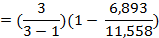 = (3/(3 − 1))(1 − 6,893/11,558)